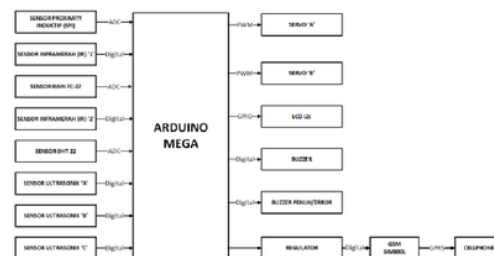 SENSOR PROXIMITY
INDUCTIF (SPI)
ADC
SENSOR INFRAMERAH (IR) '1'
Digital
SENSOR RAIN FC-37
ADC
SENSOR INFRAMERAH (IR) '2'
Digital
SENSOR DHT 22
ADC
SENSOR ULTRASONIK 'A'
Digital
SENSOR ULTRASONIK 'B'
Digital
SENSOR ULTRASONIK 'C'
Digital
ARDUINO
MEGA
PWM
SERVO 'A'
PWM
SERVO 'B'
GPIO
LCD I2C
Digital
BUZZER
Digital
BUZZER PENUH/ERROR
REGULATOR
Digital
GSM
GPRS
CELLPHONE